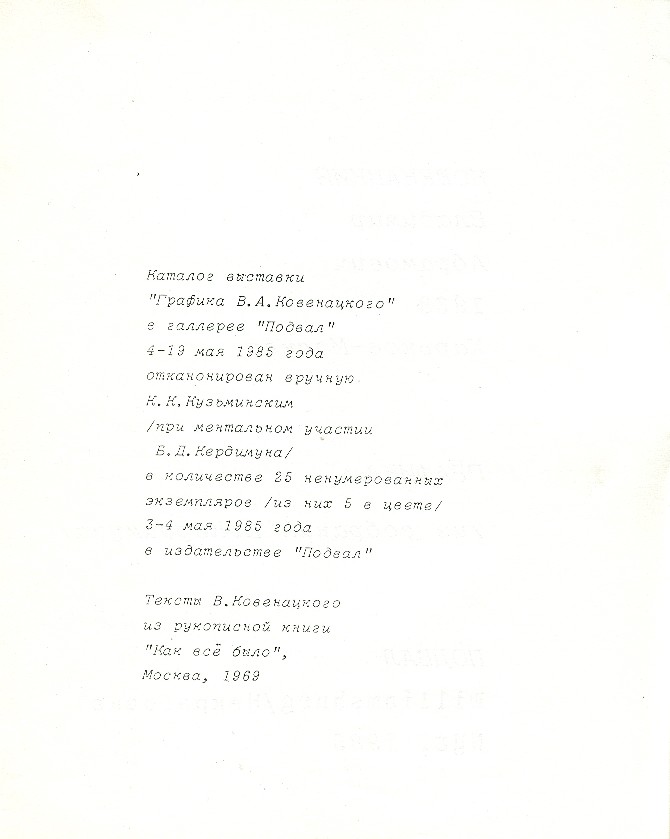 Каталог выставки
"Графика В.А.Ковенацкого"
в галлерее "Подвал"
4-19 мая 1985 года
отканонирован вручную
К.К.Кузьминским
/при ментальном участии
Б.Д.Кердимуна/
в количестве 25 ненумерованных
экземпляров /из них 5 в цвете/
3-4 мая 1985 года
в издательстве "Подвал"
Тексты В.Ковенацкого
из рукописной книги
"Как всё было",
Москва, 1969